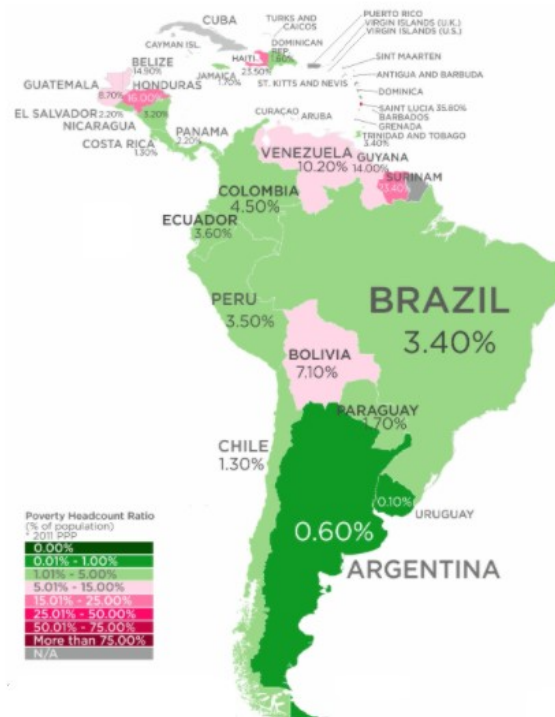 CUBA
TURKS AND
CAICOS
PUERTO RICO
VIRGIN ISLANDS (U.K.)
VIRGIN ISLANDS (U.S.)
CAYMAN ISL.
DOMINICAN
REP.
1.60%
HAITI
23.50%
SINT MAARTEN
BELIZE
14.90%
JAMAICA
1.70%
ST. KITTS AND NEVIS
ANTIGUA AND BARBUDA
GUATEMALA
8.70%
HONDURAS
16.00%
DOMINICA
EL SALVADOR
2.20%
3.20%
SAINT LUCIA 35.80%
NICARAGUA
CURAÇAO
ARUBA
BARBADOS
GRENADA
COSTA RICA
1.30%
PANAMA
2.20%
TRINIDAD AND TOBAGO
3.40%
VENEZUELA
10.20%
GUYANA
14.00%
SURINAM
COLOMBIA
4.50%
ECUADOR
3.60%
PERU
3.50%
BRAZIL
3.40%
BOLIVIA
7.10%
PARAGUAY
1.70%
CHILE
1.30%
0.10%
URUGUAY
0.60%
ARGENTINA
Poverty Headcount Ratio
(% of population)
* 2011 PPP
0.00%
0.01% - 1.00%
1.01% - 5.00%
5.01% - 15.00%
15.01% - 25.00%
25.01% - 50.00%
50.01% - 75.00%
More than 75.00%
N/A